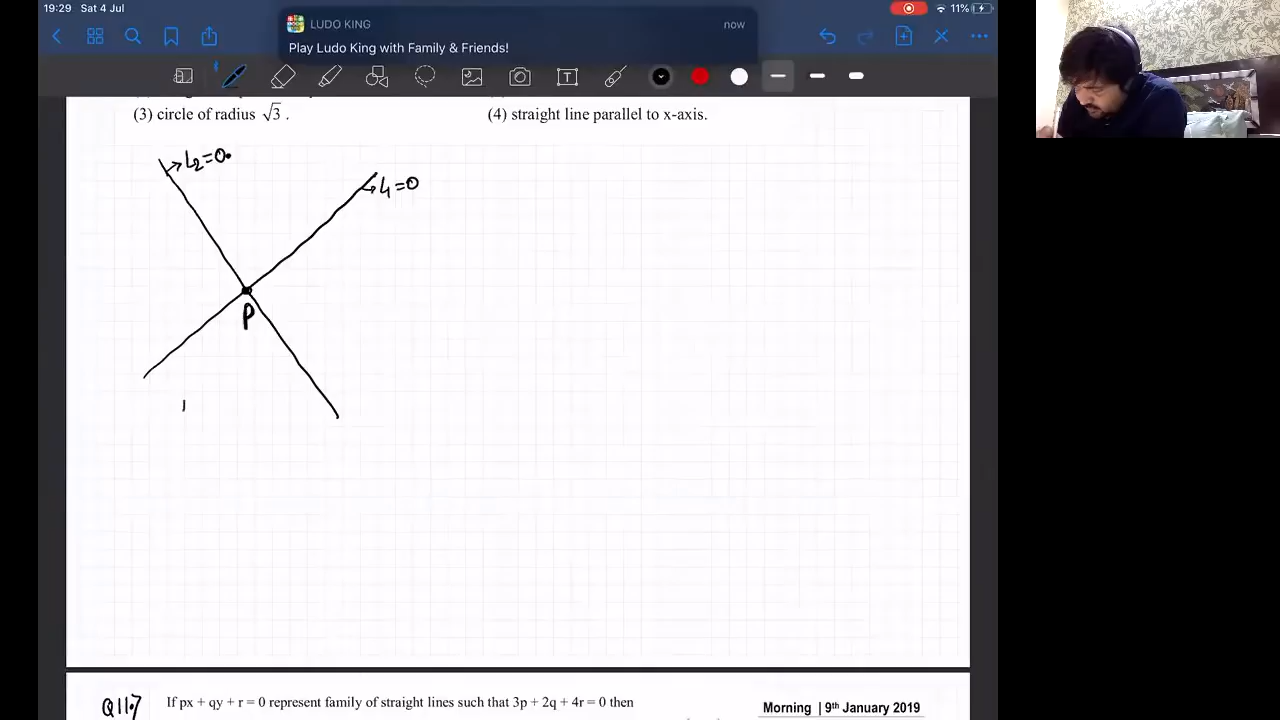 19:29 Sat 4 Jul
LUDO KING
now
Play Ludo King with Family & Friends!
11%
(3) circle of radius √3 .
(4) straight line parallel to x-axis.
L2=0
L1=0
P
Q11.7
If px + qy + r = 0 represent family of straight lines such that 3p + 2q + 4r = 0 then
Morning | 9th January 2019